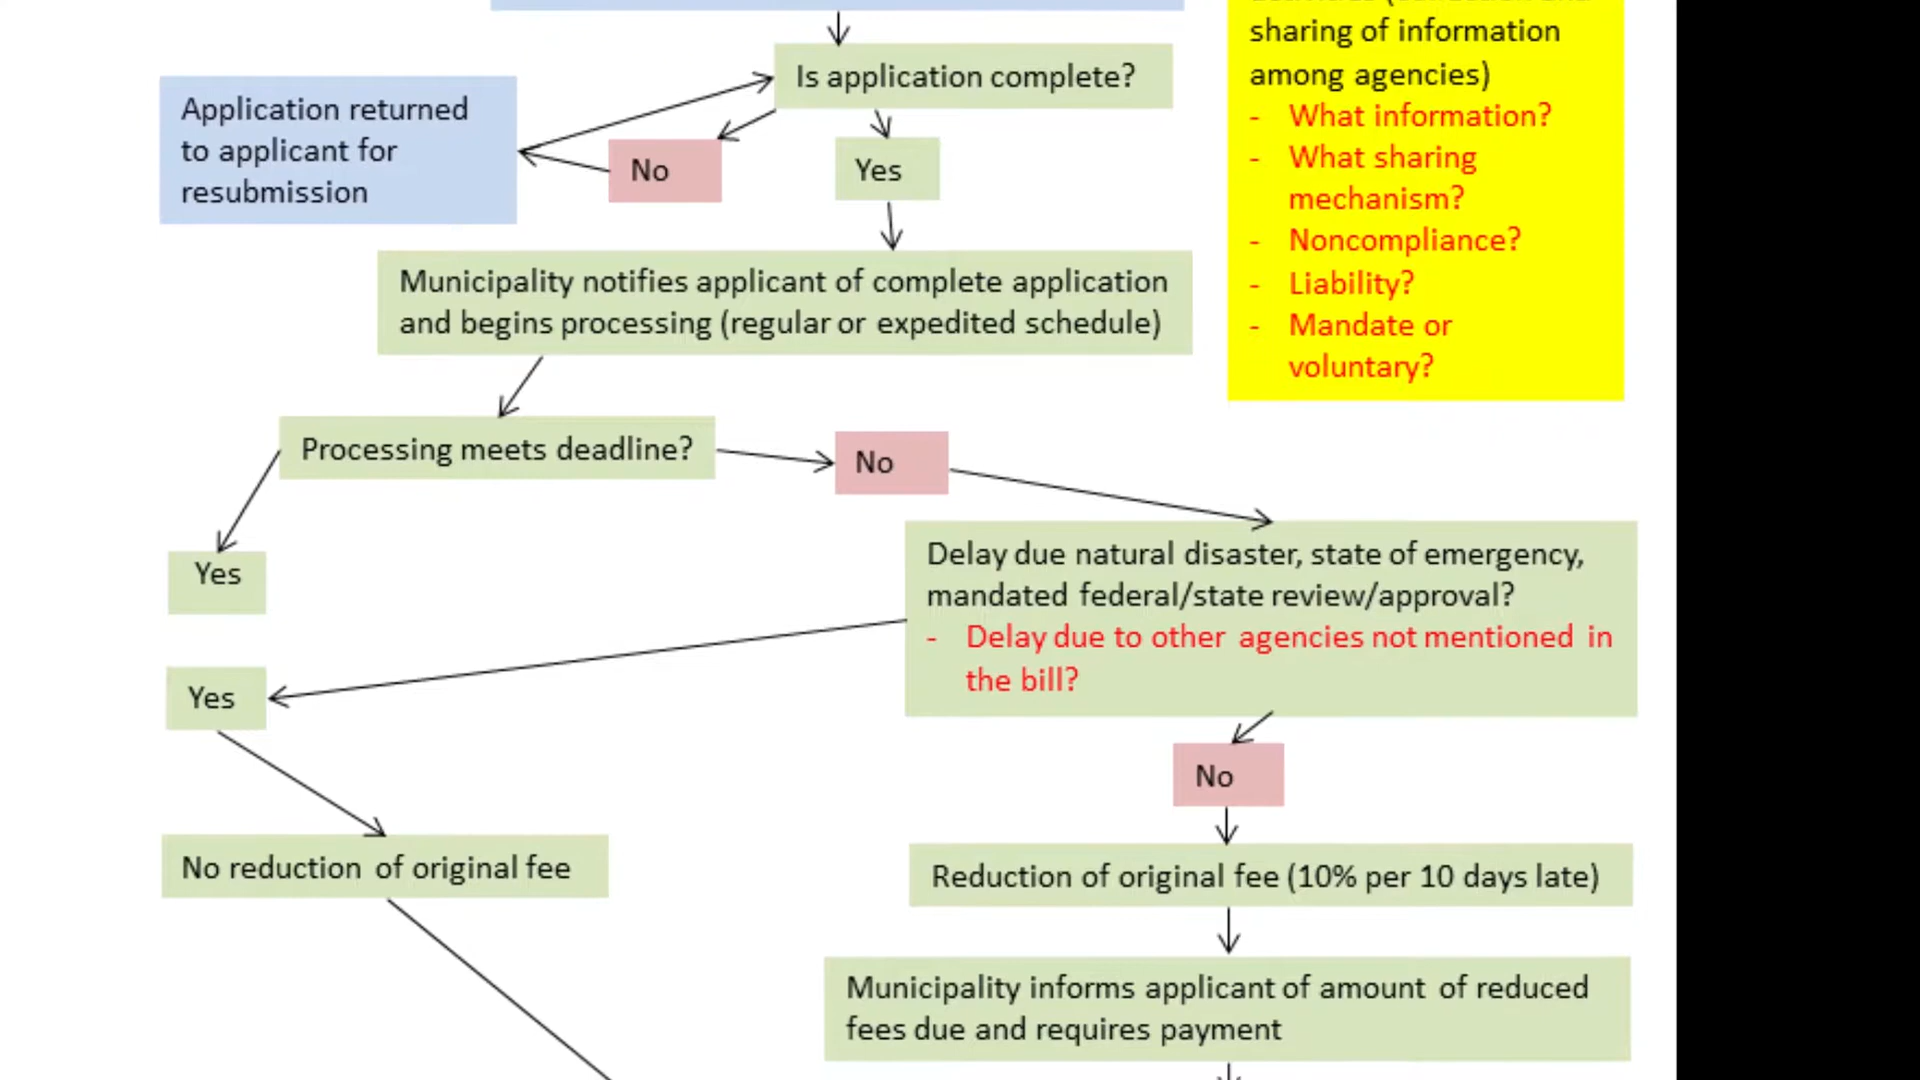 Is application complete?
Application returned
to applicant for
resubmission
No
Yes
sharing of information
among agencies)
- What information?
- What sharing
mechanism?
- Noncompliance?
- Liability?
- Mandate or
voluntary?
Municipality notifies applicant of complete application
and begins processing (regular or expedited schedule)
Processing meets deadline?
No
Yes
Delay due natural disaster, state of emergency,
mandated federal/state review/approval?
- Delay due to other agencies not mentioned in
the bill?
Yes
No
No reduction of original fee
Reduction of original fee (10% per 10 days late)
Municipality informs applicant of amount of reduced
fees due and requires payment